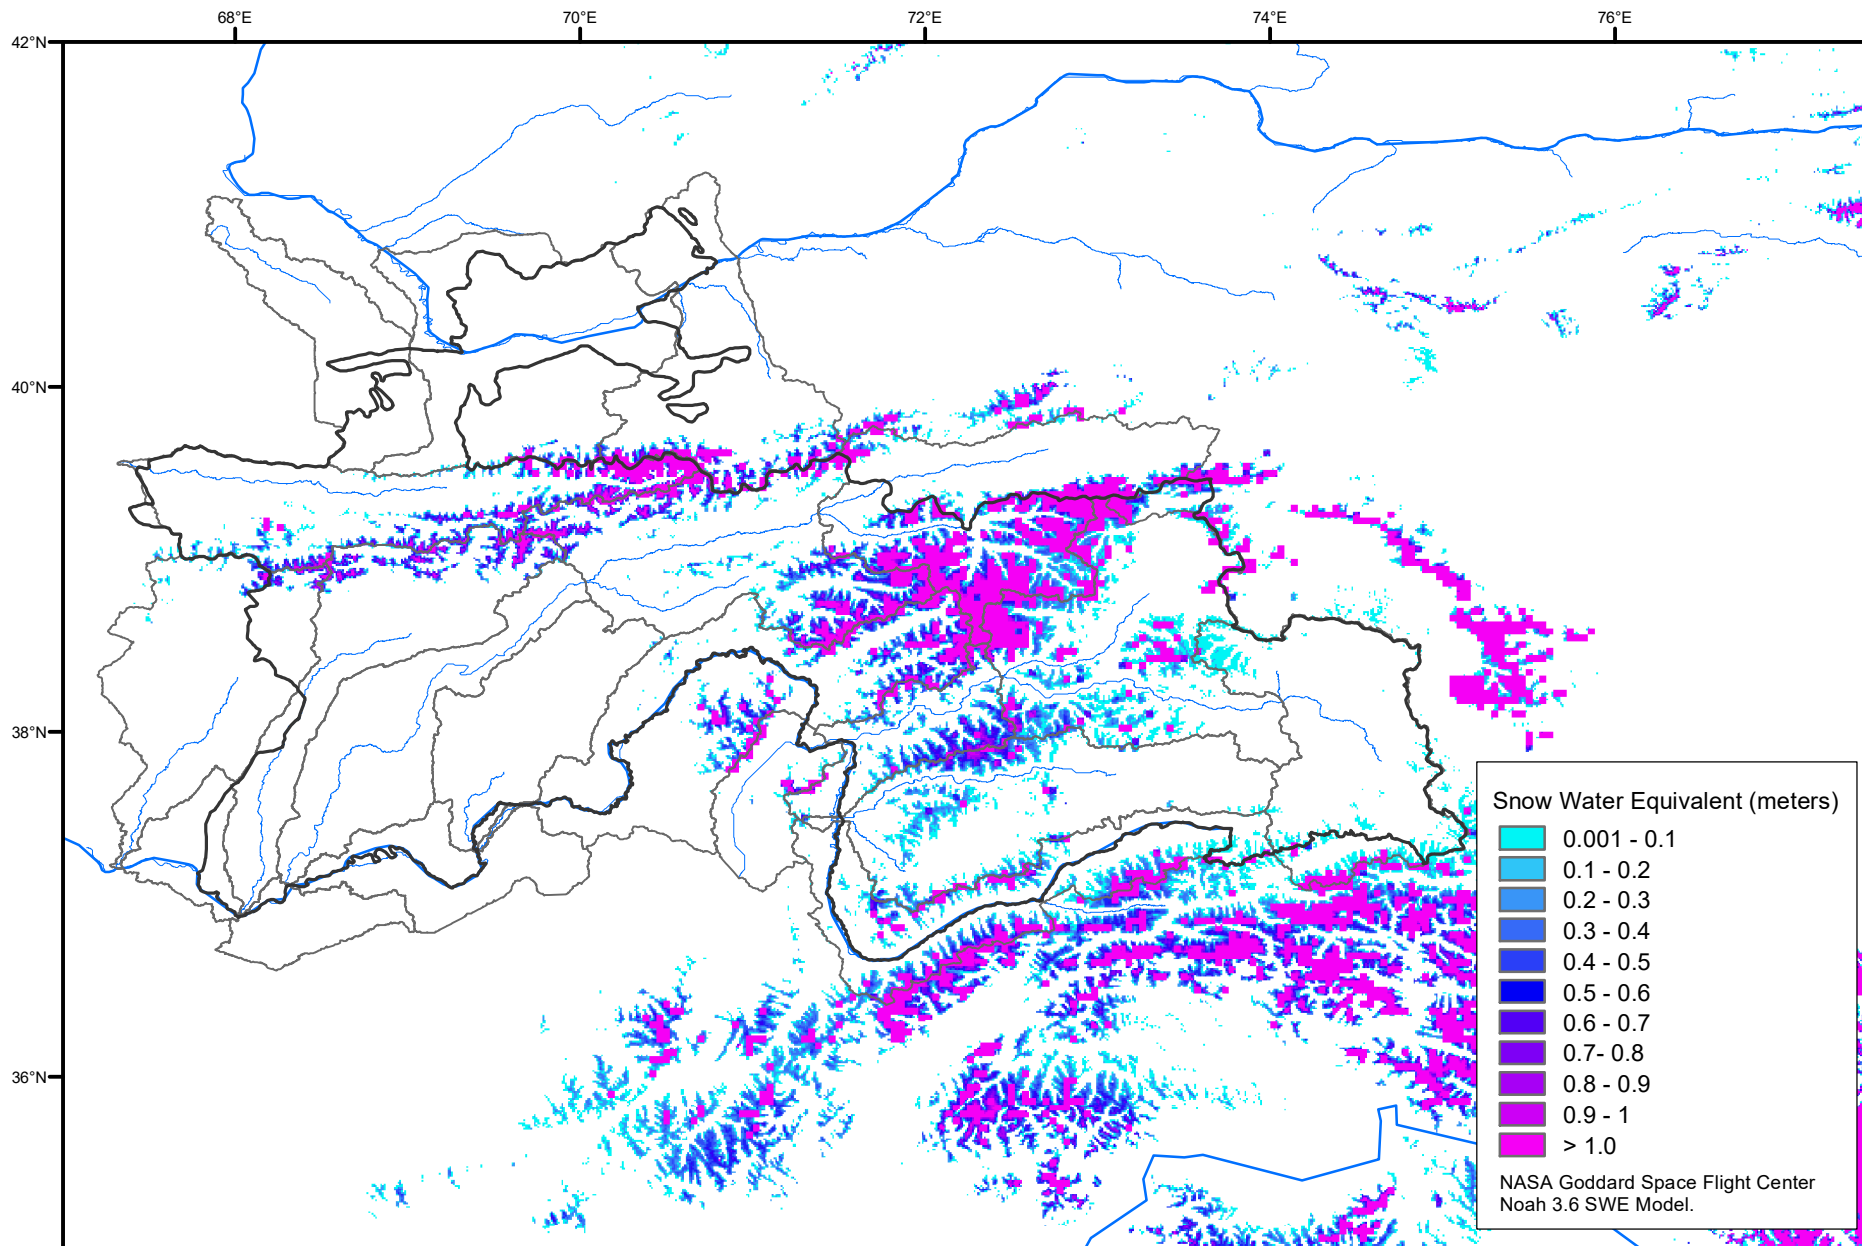 68°E 70°E 72°E 74°E 76°E
42°N
40°N
38°N
36°N
Snow Water Equivalent (meters)
0.001 - 0.1
0.1 - 0.2
0.2 - 0.3
0.3 - 0.4
0.4 - 0.5
0.5 - 0.6
0.6 - 0.7
0.7- 0.8
0.8 - 0.9
0.9 - 1
> 1.0
NASA Goddard Space Flight Center
Noah 3.6 SWE Model.